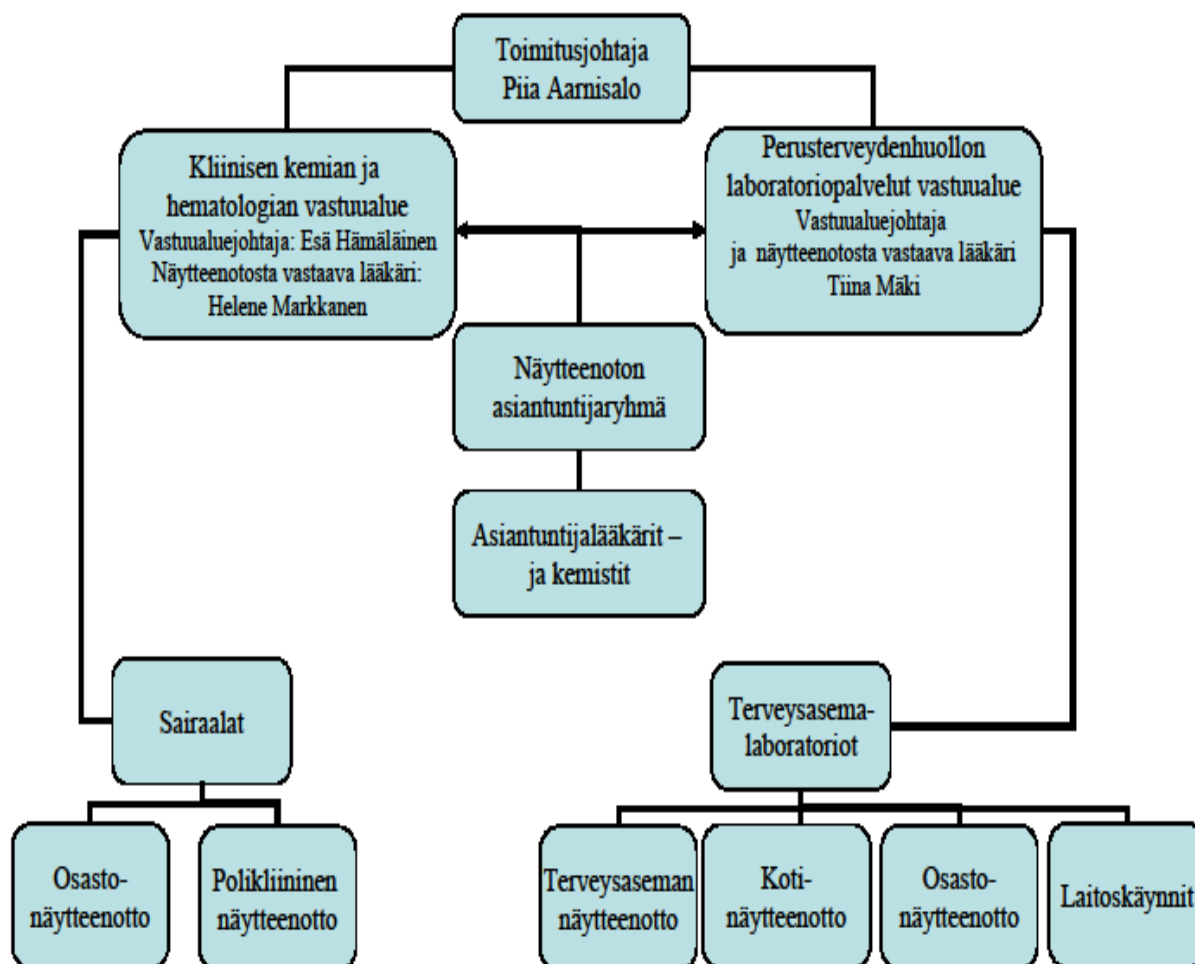 Toimitusjohtaja
Piia Aarnisalo
Kliinisen kemian ja
hematologian vastuualue
Vastuualuejohtaja: Esä Hämäläinen
Näytteenotosta vastaava lääkäri:
Helene Markkanen
Perusterveydenhuollon
laboratoriopalvelut vastuualue
Vastuualuejohtaja
ja näytteenotosta vastaava lääkäri
Tiina Mäki
Näytteenoton
asiantuntijaryhmä
Asiantuntijalääkärit –
ja kemistit
Sairaalat
Terveysasema-
laboratoriot
Osasto-
näytteenotto
Polikliininen
näytteenotto
Terveysaseman
näytteenotto
Koti-
näytteenotto
Osasto-
näytteenotto
Laitoskäynnit